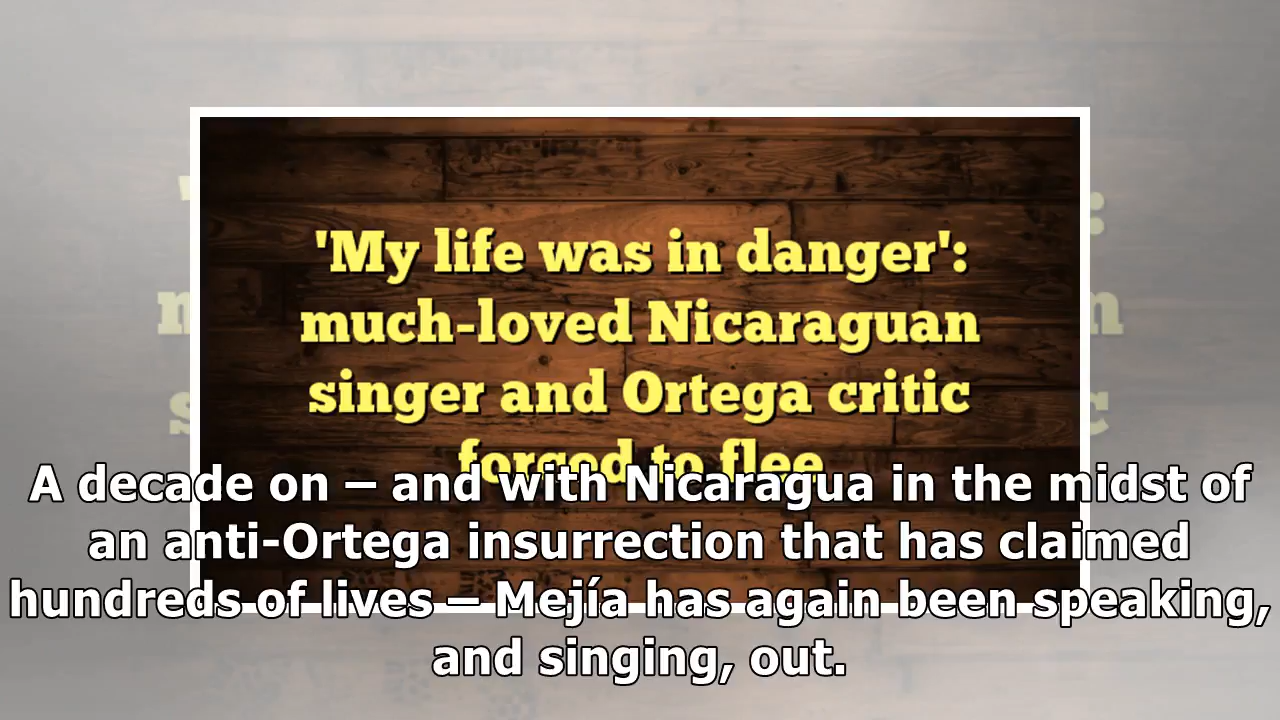 'My life was in danger':
much-loved Nicaraguan
singer and Ortega critic
forced to flee
A decade on – and with Nicaragua in the midst of
an anti-Ortega insurrection that has claimed
hundreds of lives – Mejía has again been speaking,
and singing, out.